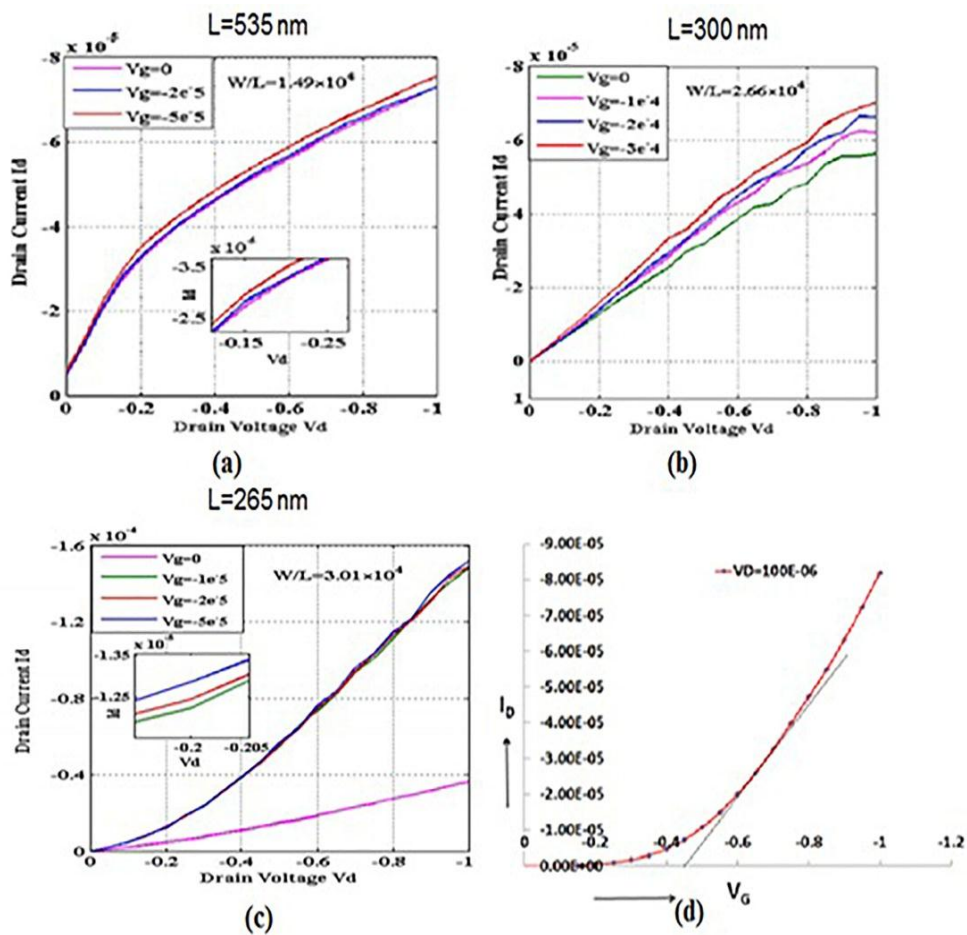 L=535 nm
x 10⁻⁵
-8
-6
-4
-2
0
Drain Current Id
Vg=0
Vg=-2e⁻5
Vg=-5e⁻5
W/L=1.49×10⁴
x 10⁻⁴
-3.5
-2.5
Id
-0.15
-0.25
Vd
0
-0.2
-0.4
-0.6
-0.8
-1
Drain Voltage Vd
(a)
L=300 nm
x 10⁻⁵
-8
-6
-4
-2
0
1
Drain Current Id
Vg=0
Vg=-1e⁻4
Vg=-2e⁻4
Vg=-3e⁻4
W/L=2.66×10⁴
0
-0.2
-0.4
-0.6
-0.8
-1
Drain Voltage Vd
(b)
L=265 nm
x 10⁻⁴
-1.6
-1.2
-0.8
-0.4
0
Drain Current Id
Vg=0
Vg=-1e⁻5
Vg=-2e⁻5
Vg=-5e⁻5
W/L=3.01×10⁴
-1.35
-1.25
Id
-0.2
-0.205
Vd
0
-0.2
-0.4
-0.6
-0.8
-1
Drain Voltage Vd
(c)
-9.00E-05
-8.00E-05
-7.00E-05
-6.00E-05
-5.00E-05
-4.00E-05
-3.00E-05
-2.00E-05
-1.00E-05
0.00E+00
VD=100E-06
I_D
0
-0.2
-0.4
-0.6
-0.8
-1
-1.2
V_G
(d)